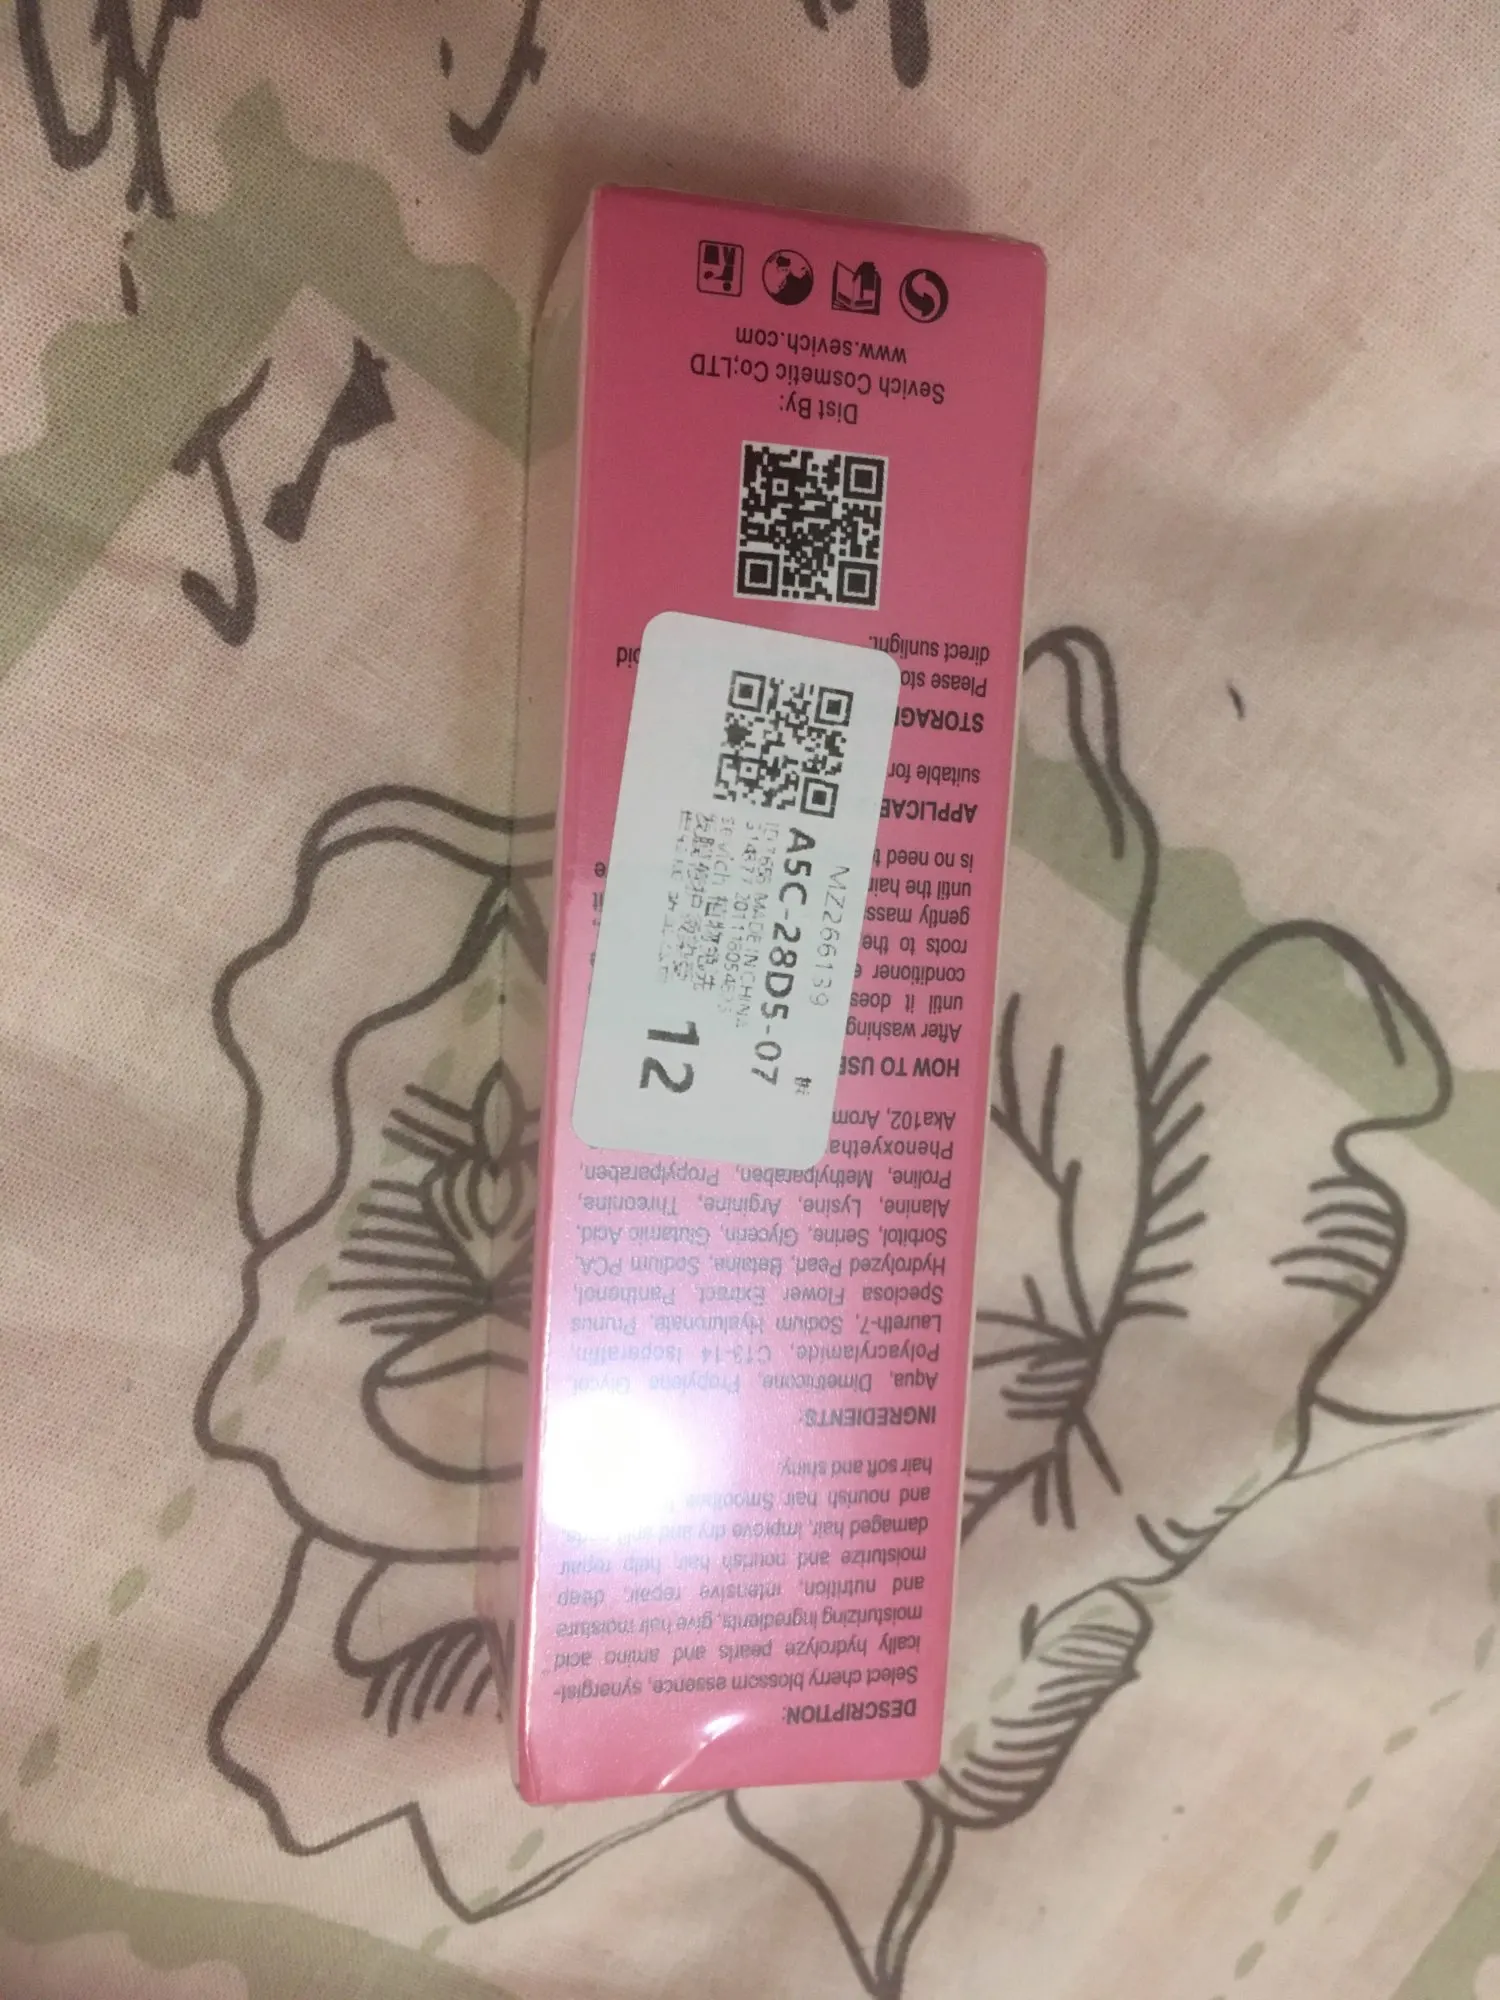 DESCRIPTION:
Select cherry blossom essence, synergist-
ically hydrolyze pearls and amino acid
moisturizing ingredients, give hair moisture
and nutrition, intensive repair, deep
moisturize and nourish hair, help repair
damaged hair, improve dry and
and nourish hair. Smoothes
hair soft and shiny.
INGREDIENTS:
Aqua, Dimethicone, Propylene Glycol,
Polyacrylamide, C13-14 Isoparaffin,
Laureth-7, Sodium Hyaluronate, Prunus
Speciosa Flower Extract, Panthenol,
Hydrolyzed Pearl, Betaine, Sodium PCA,
Sorbitol, Serine, Glycerin, Glutamic Acid,
Alanine, Lysine, Arginine, Threonine,
Proline, Methylparaben, Propylparaben,
Phenoxyetha
Aka102, Arom
HOW TO USE
After washing
until it does
conditioner e
roots to the
gently mass
until the hair
is no need t
APPLICAB
suitable for
STORAG
Please sto
direct sunlight.
Dist By:
Sevich Cosmetic Co;LTD
www.sevich.com
MZ266139
A5C-28D5-07
MADE IN CHINA
12